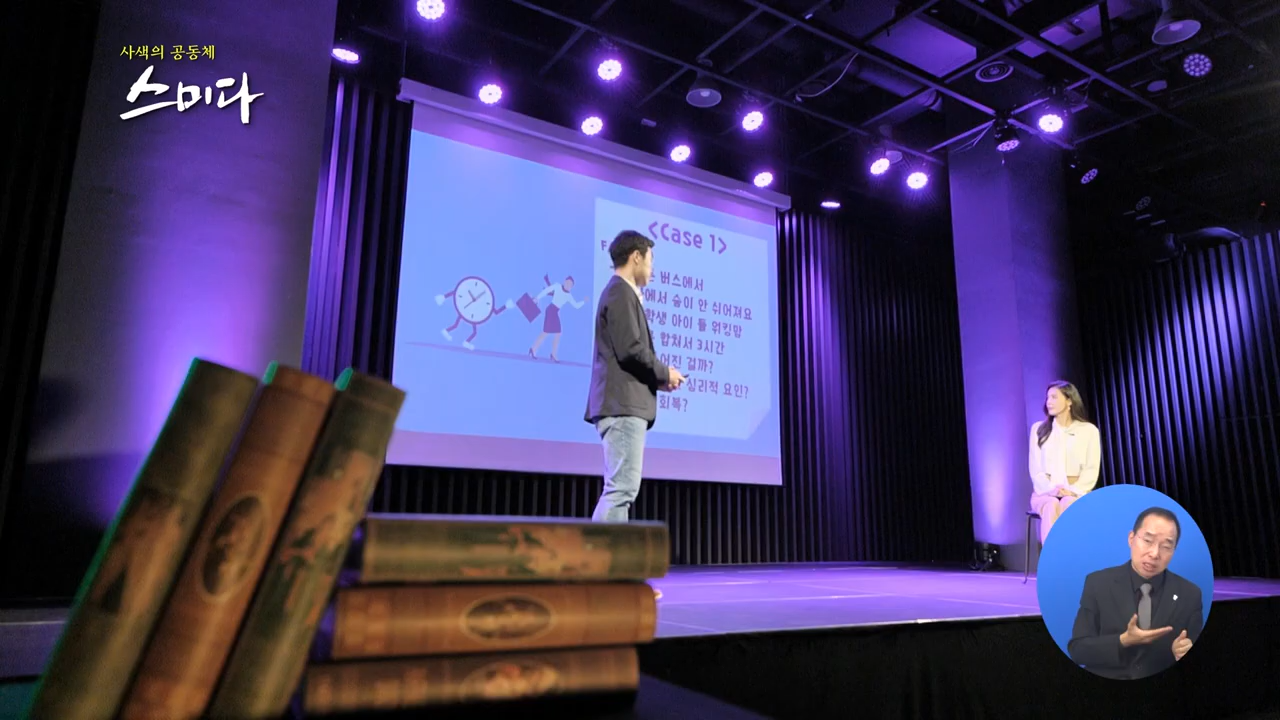 사색의 공동체
스미다
<Case 1>
버스에서
에서 숨이 안 쉬어져요
학생 아이 둘 워킹맘
합쳐서 3시간
어진 걸까?
심리적 요인?
회복?